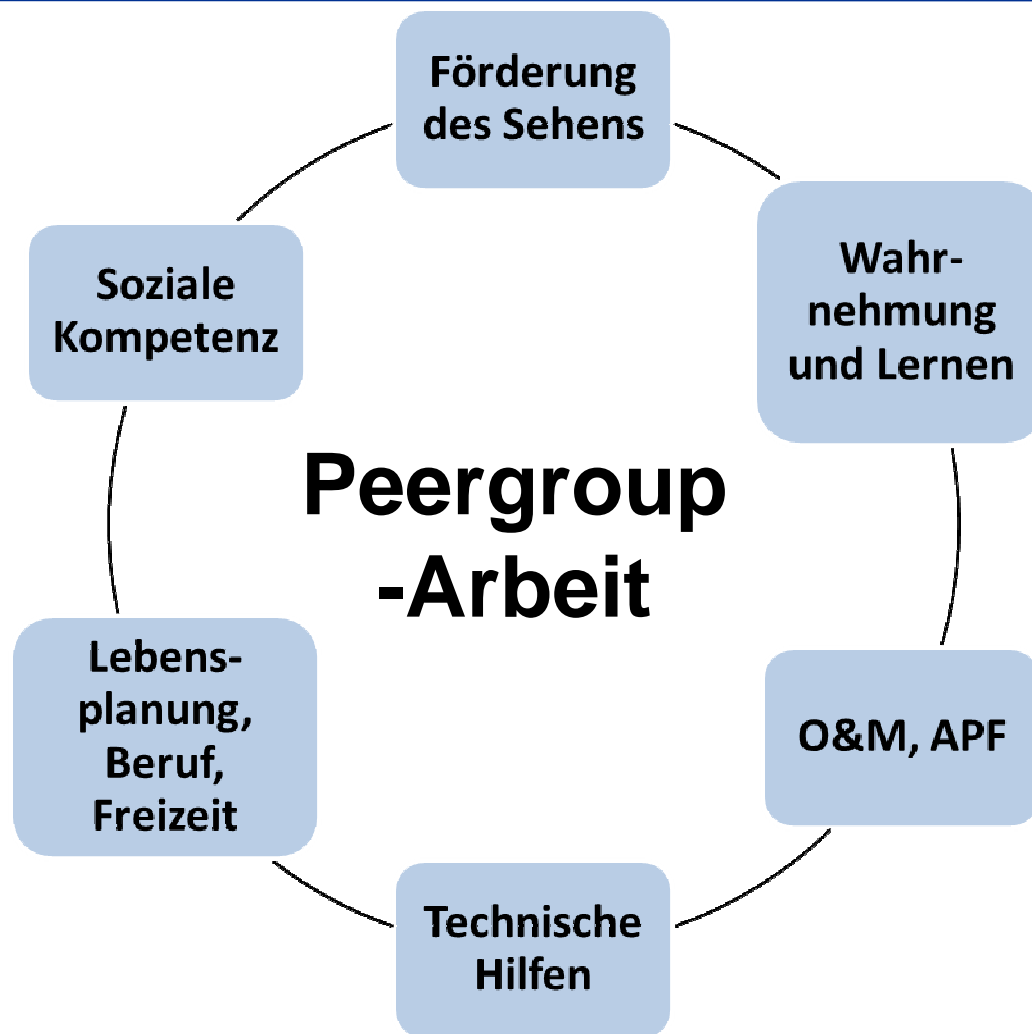 Förderung
des Sehens
Wahr-
nehmung
und Lernen
Soziale
Kompetenz
Peergroup
-Arbeit
Lebens-
planung,
Beruf,
Freizeit
O&M, APF
Technische
Hilfen